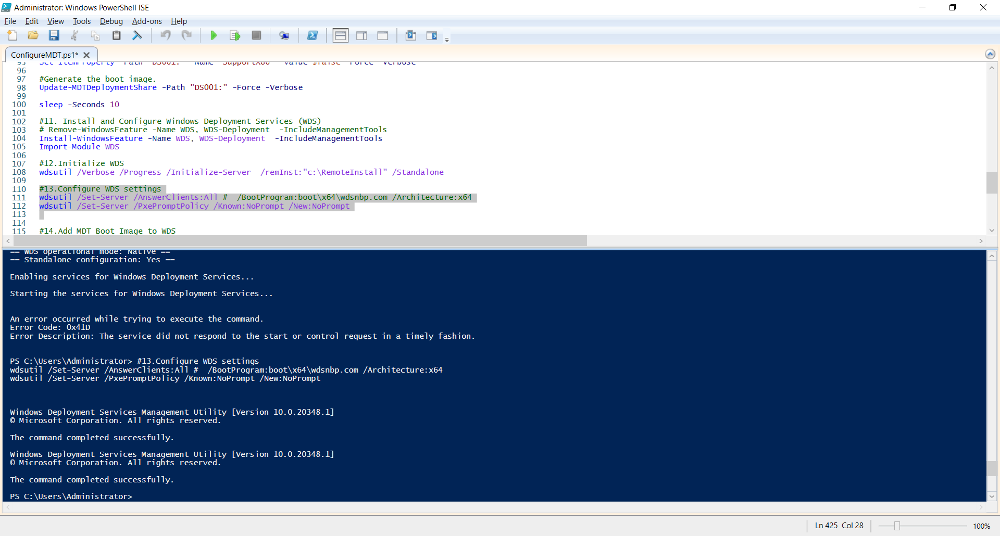 Administrator: Windows PowerShell ISE
File Edit View Tools Debug Add-ons Help
ConfigureMDT.ps1*
95 Set-ItemProperty -Path "DS001:" -Name "SupportX86" -Value $false -Force -Verbose
96
97 #Generate the boot image.
98 Update-MDTDeploymentShare -Path "DS001:" -Force -Verbose
99
100 sleep -Seconds 10
101
102 #11. Install and Configure Windows Deployment Services (WDS)
103 # Remove-WindowsFeature -Name WDS, WDS-Deployment  -IncludeManagementTools
104 Install-WindowsFeature -Name WDS, WDS-Deployment  -IncludeManagementTools
105 Import-Module WDS
106
107 #12.Initialize WDS
108 wdsutil /Verbose /Progress /Initialize-Server  /remInst:"c:\RemoteInstall" /Standalone
109
110 #13.Configure WDS settings
111 wdsutil /Set-Server /AnswerClients:All #  /BootProgram:boot\x64\wdsnbp.com /Architecture:x64
112 wdsutil /Set-Server /PxePromptPolicy /Known:NoPrompt /New:NoPrompt
113
114
115 #14.Add MDT Boot Image to WDS
== WDS operational mode: Native ==
== Standalone configuration: Yes ==
Enabling services for Windows Deployment Services...
Starting the services for Windows Deployment Services...
An error occurred while trying to execute the command.
Error Code: 0x41D
Error Description: The service did not respond to the start or control request in a timely fashion.
PS C:\Users\Administrator> #13.Configure WDS settings
wdsutil /Set-Server /AnswerClients:All #  /BootProgram:boot\x64\wdsnbp.com /Architecture:x64
wdsutil /Set-Server /PxePromptPolicy /Known:NoPrompt /New:NoPrompt
Windows Deployment Services Management Utility [Version 10.0.20348.1]
© Microsoft Corporation. All rights reserved.
The command completed successfully.
Windows Deployment Services Management Utility [Version 10.0.20348.1]
© Microsoft Corporation. All rights reserved.
The command completed successfully.
PS C:\Users\Administrator>
Ln 425 Col 28
100%